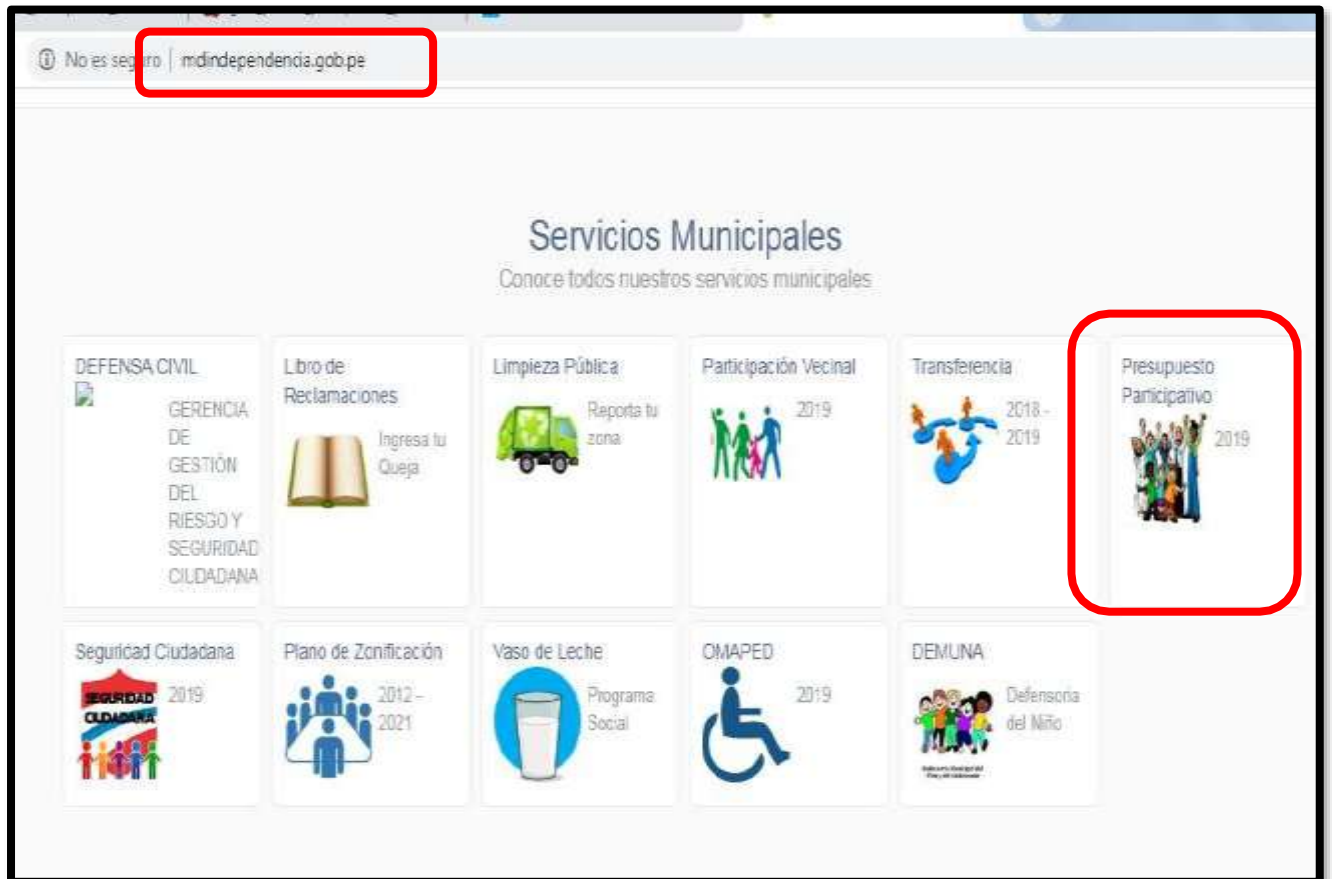 No es seguro | mdindependencia.gob.pe
Servicios Municipales
Conoce todos nuestros servicios municipales
DEFENSA CIVIL
GERENCIA
DE
GESTIÓN
DEL
RIESGO Y
SEGURIDAD
CIUDADANA
Libro de
Reclamaciones
Ingresa tu
Queja
Limpieza Pública
Reporta tu
zona
Participación Vecinal
2019
Transferencia
2018 -
2019
Presupuesto
Participativo
2019
Seguridad Ciudadana
SEGURIDAD
CIUDADANA
2019
Plano de Zonificación
2012 –
2021
Vaso de Leche
Programa
Social
OMAPED
2019
DEMUNA
Defensoria
del Niño